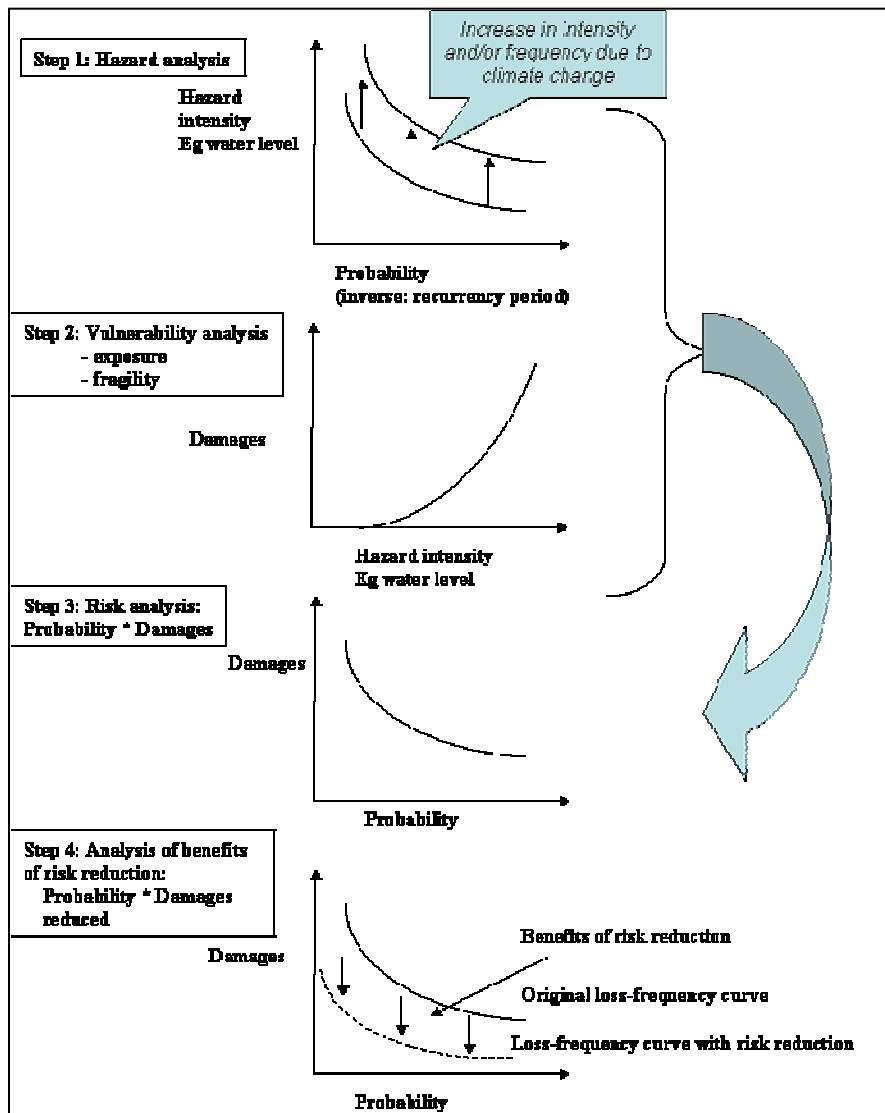 Increase in intensity
and/or frequency due to
climate change
Step 1: Hazard analysis
Hazard
intensity
Eg water level
Probability
(inverse: recurrency period)
Step 2: Vulnerability analysis
- exposure
- fragility
Damages
Hazard intensity
Eg water level
Step 3: Risk analysis:
Probability * Damages
Damages
Probability
Step 4: Analysis of benefits
of risk reduction:
Probability * Damages
reduced
Damages
Benefits of risk reduction
Original loss-frequency curve
Loss-frequency curve with risk reduction
Probability